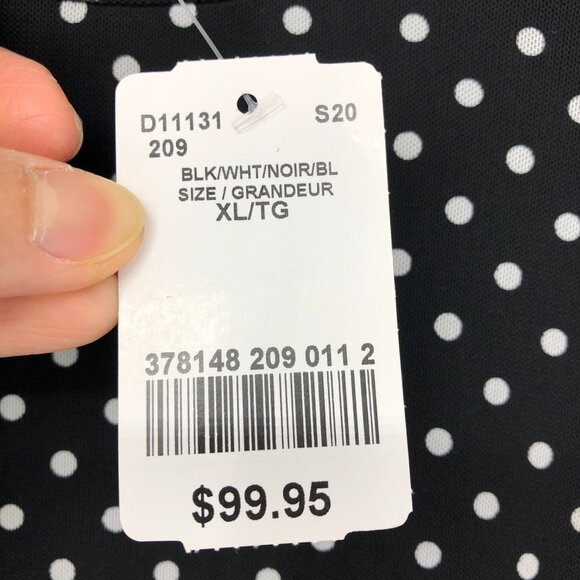 D11131 S20
209
BLK/WHT/NOIR/BL
SIZE / GRANDEUR
XL/TG
378148 209 011 2
$99.95